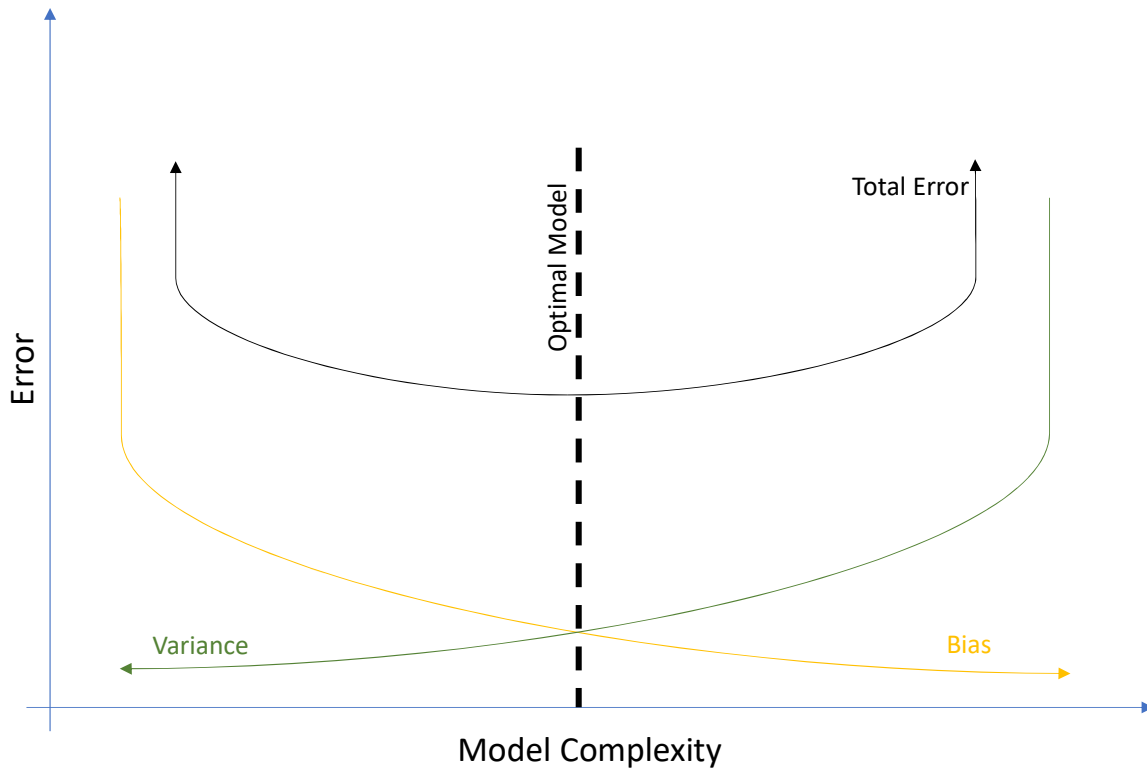 Total Error
Optimal Model
Error
Variance
Bias
Model Complexity